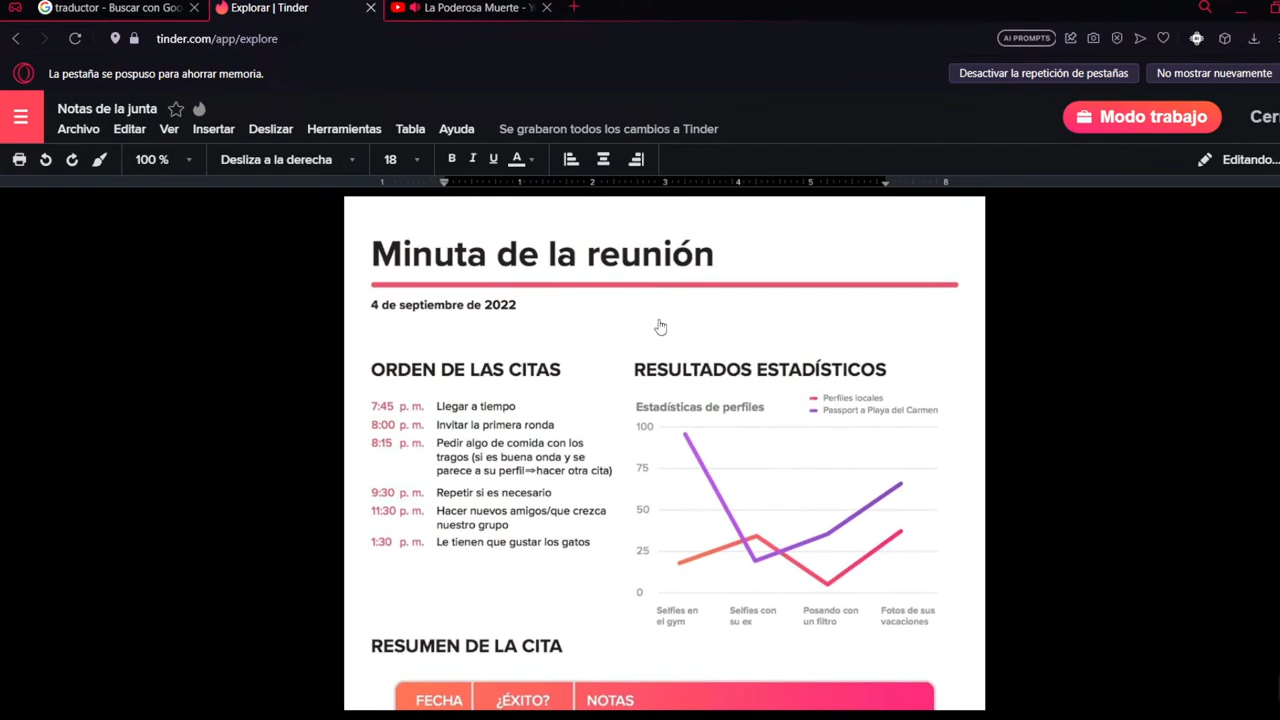 traductor - Buscar con Goo
Explorar | Tinder
La Poderosa Muerte - Y
tinder.com/app/explore
AI PROMPTS
La pestaña se pospuso para ahorrar memoria.
Desactivar la repetición de pestañas
No mostrar nuevamente
Notas de la junta
Modo trabajo
Cerr
Archivo Editar Ver Insertar Deslizar Herramientas Tabla Ayuda Se grabaron todos los cambios a Tinder
100 % Desliza a la derecha 18 B I U A Editando...
1 1 2 3 4 5 8
Minuta de la reunión
4 de septiembre de 2022
ORDEN DE LAS CITAS
7:45 p. m. Llegar a tiempo
8:00 p. m. Invitar la primera ronda
8:15 p. m. Pedir algo de comida con los
tragos (si es buena onda y se
parece a su perfil⇒hacer otra cita)
9:30 p. m. Repetir si es necesario
11:30 p. m. Hacer nuevos amigos/que crezca
nuestro grupo
1:30 p. m. Le tienen que gustar los gatos
RESULTADOS ESTADÍSTICOS
Estadísticas de perfiles
Perfiles locales
Passport a Playa del Carmen
100
75
50
25
0
Selfies en
el gym
Selfies con
su ex
Posando con
un filtro
Fotos de sus
vacaciones
RESUMEN DE LA CITA
FECHA ¿ÉXITO? NOTAS